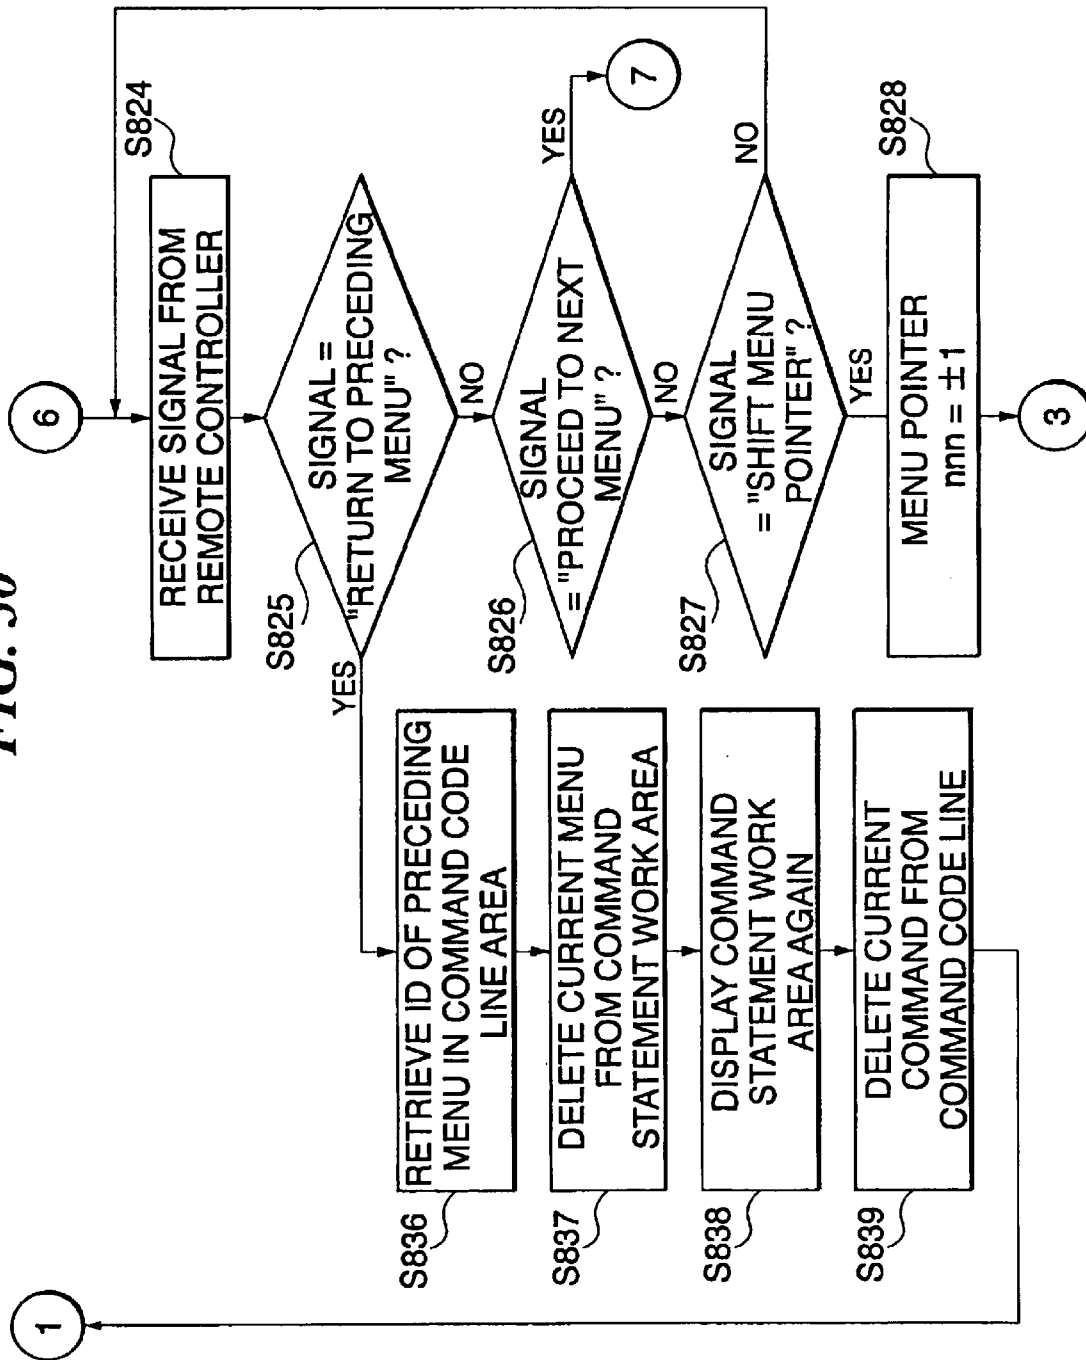 FIG. 30
6
S824
RECEIVE SIGNAL FROM
REMOTE CONTROLLER
S825
SIGNAL =
"RETURN TO PRECEDING
MENU" ?
YES
NO
S826
SIGNAL
= "PROCEED TO NEXT
MENU" ?
YES
7
NO
S827
SIGNAL
= "SHIFT MENU
POINTER" ?
NO
YES
S828
MENU POINTER
nnn = ±1
3
S836
RETRIEVE ID OF PRECEDING
MENU IN COMMAND CODE
LINE AREA
S837
DELETE CURRENT MENU
FROM COMMAND
STATEMENT WORK AREA
S838
DISPLAY COMMAND
STATEMENT WORK
AREA AGAIN
S839
DELETE CURRENT
COMMAND FROM
COMMAND CODE LINE
1